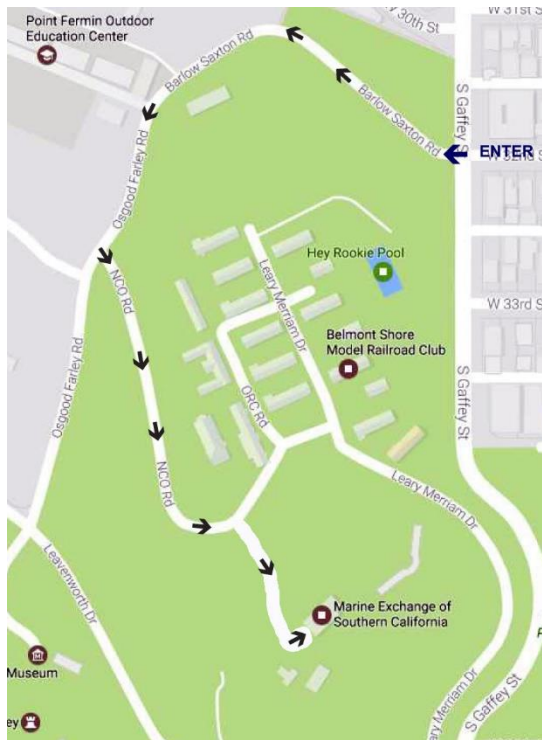 Point Fermin Outdoor
Education Center
W 30th St
W 31st S
Barlow Saxton Rd
Barlow Saxton Rd
S Gaffey St
ENTER
W 32nd S
Osgood Farley Rd
Hey Rookie Pool
Leary Merriam Dr
NCO Rd
W 33rd S
Belmont Shore
Model Railroad Club
Osgood Farley Rd
ORC Rd
S Gaffey St
NCO Rd
Leary Merriam Dr
Leavenworth Dr
Marine Exchange of
Southern California
Museum
Leary Merriam Dr
S Gaffey St
ey